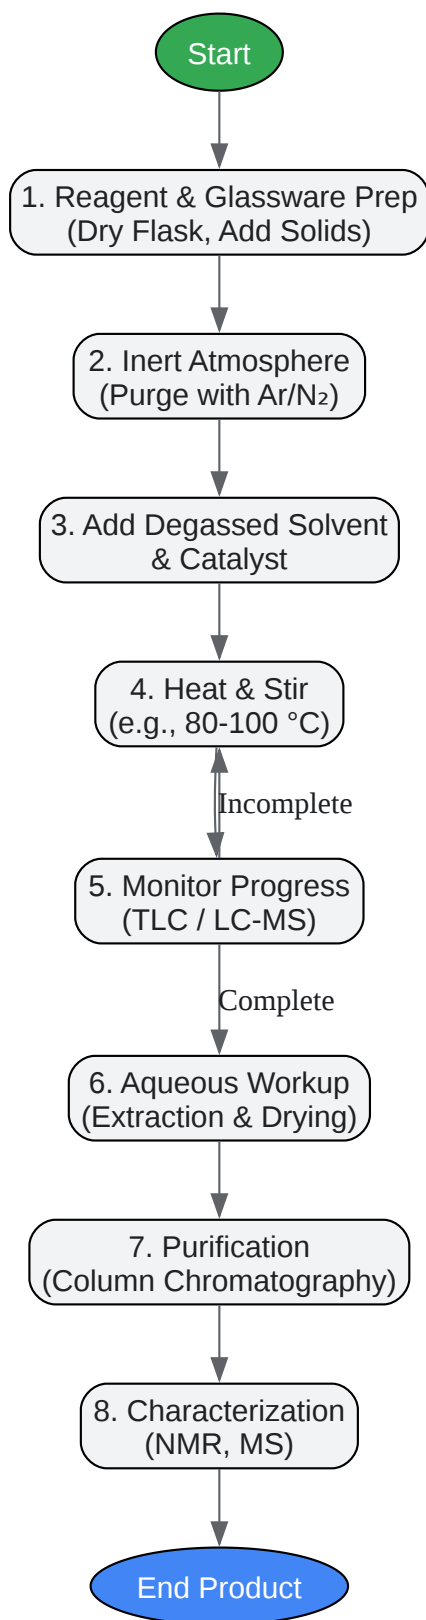 Start
1. Reagent & Glassware Prep
(Dry Flask, Add Solids)
2. Inert Atmosphere
(Purge with Ar/N₂)
3. Add Degassed Solvent
& Catalyst
4. Heat & Stir
(e.g., 80-100 °C)
Incomplete
5. Monitor Progress
(TLC / LC-MS)
Complete
6. Aqueous Workup
(Extraction & Drying)
7. Purification
(Column Chromatography)
8. Characterization
(NMR, MS)
End Product